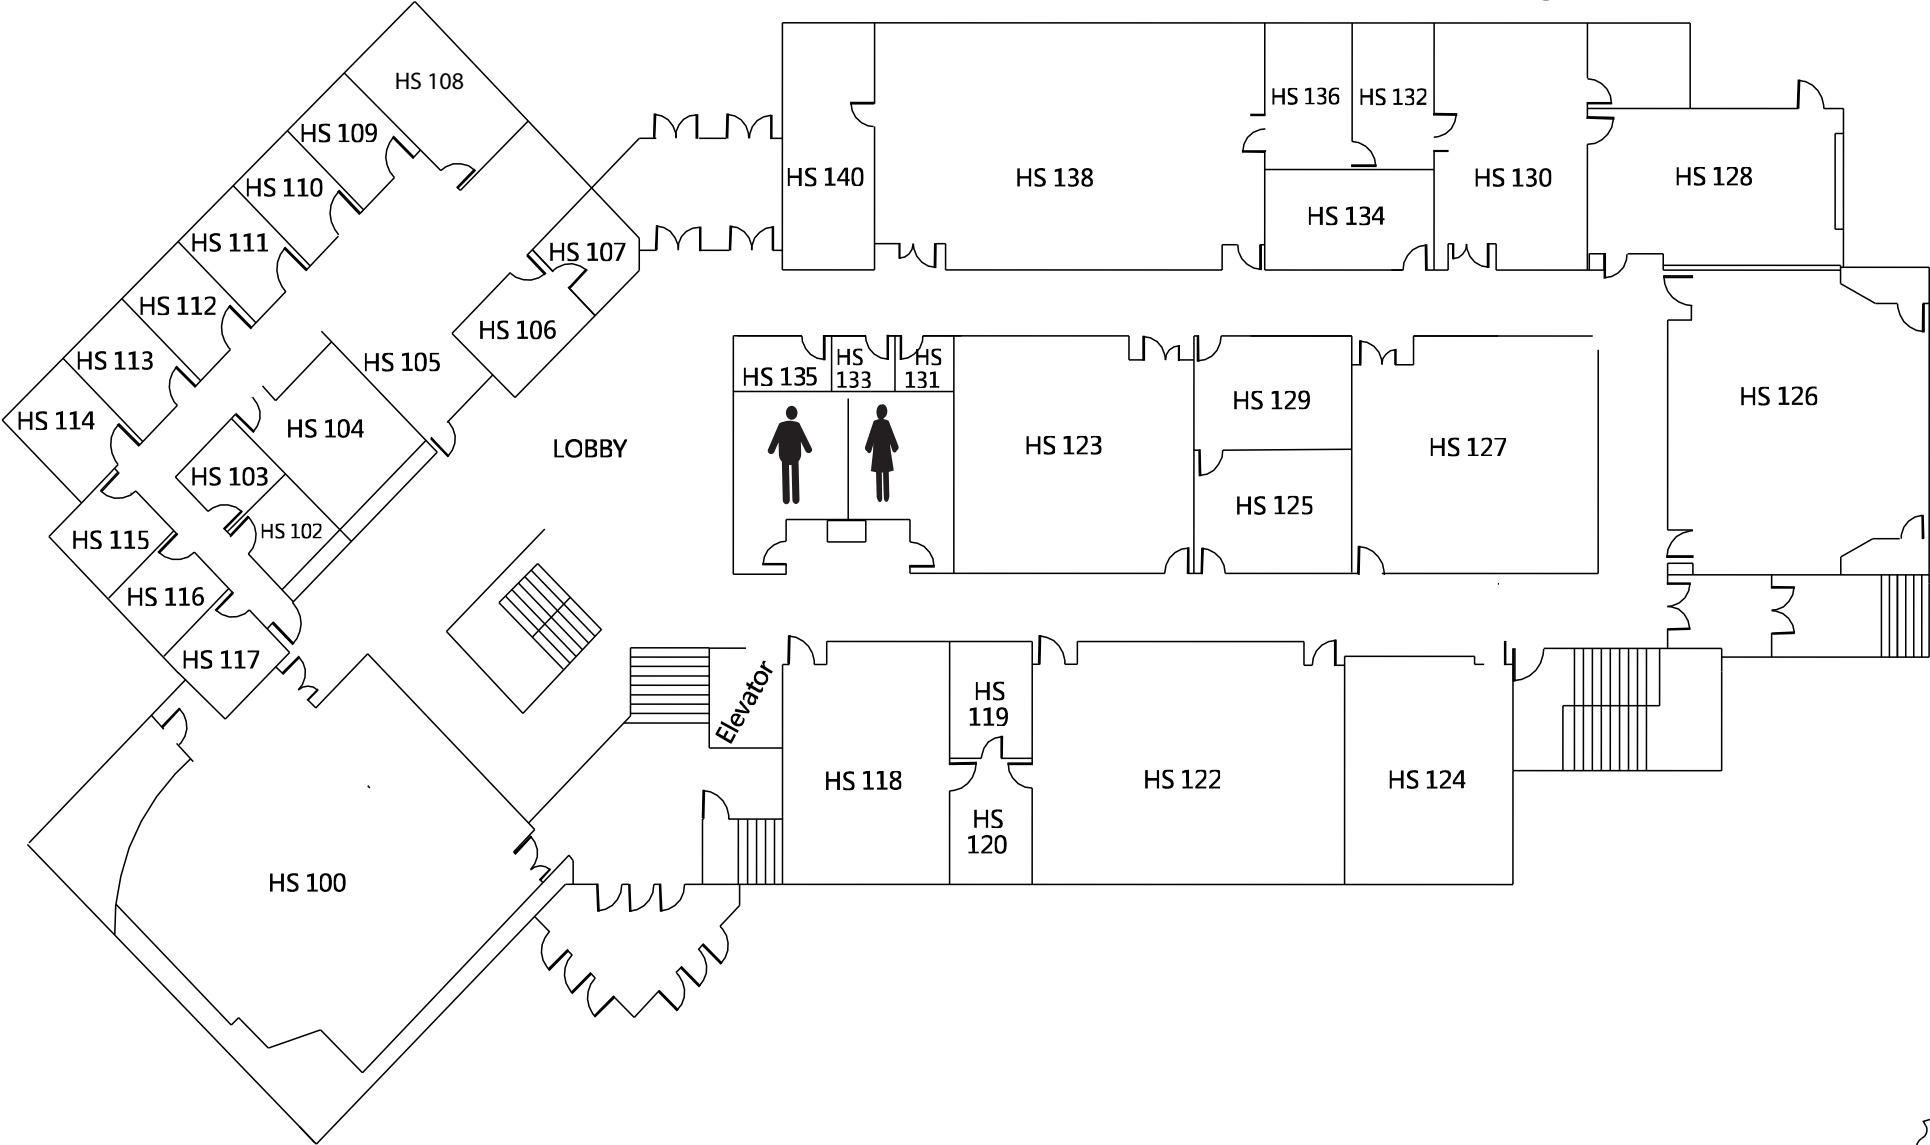 HS 108
HS 109
HS 110
HS 111
HS 112
HS 113
HS 114
HS 107
HS 106
HS 105
HS 104
HS 103
HS 102
HS 115
HS 116
HS 117
HS 100
LOBBY
HS 140
HS 138
HS 136
HS 132
HS 134
HS 130
HS 128
HS 135
HS
133
HS
131
HS 123
HS 129
HS 125
HS 127
HS 126
Elevator
HS 118
HS
119
HS
120
HS 122
HS 124